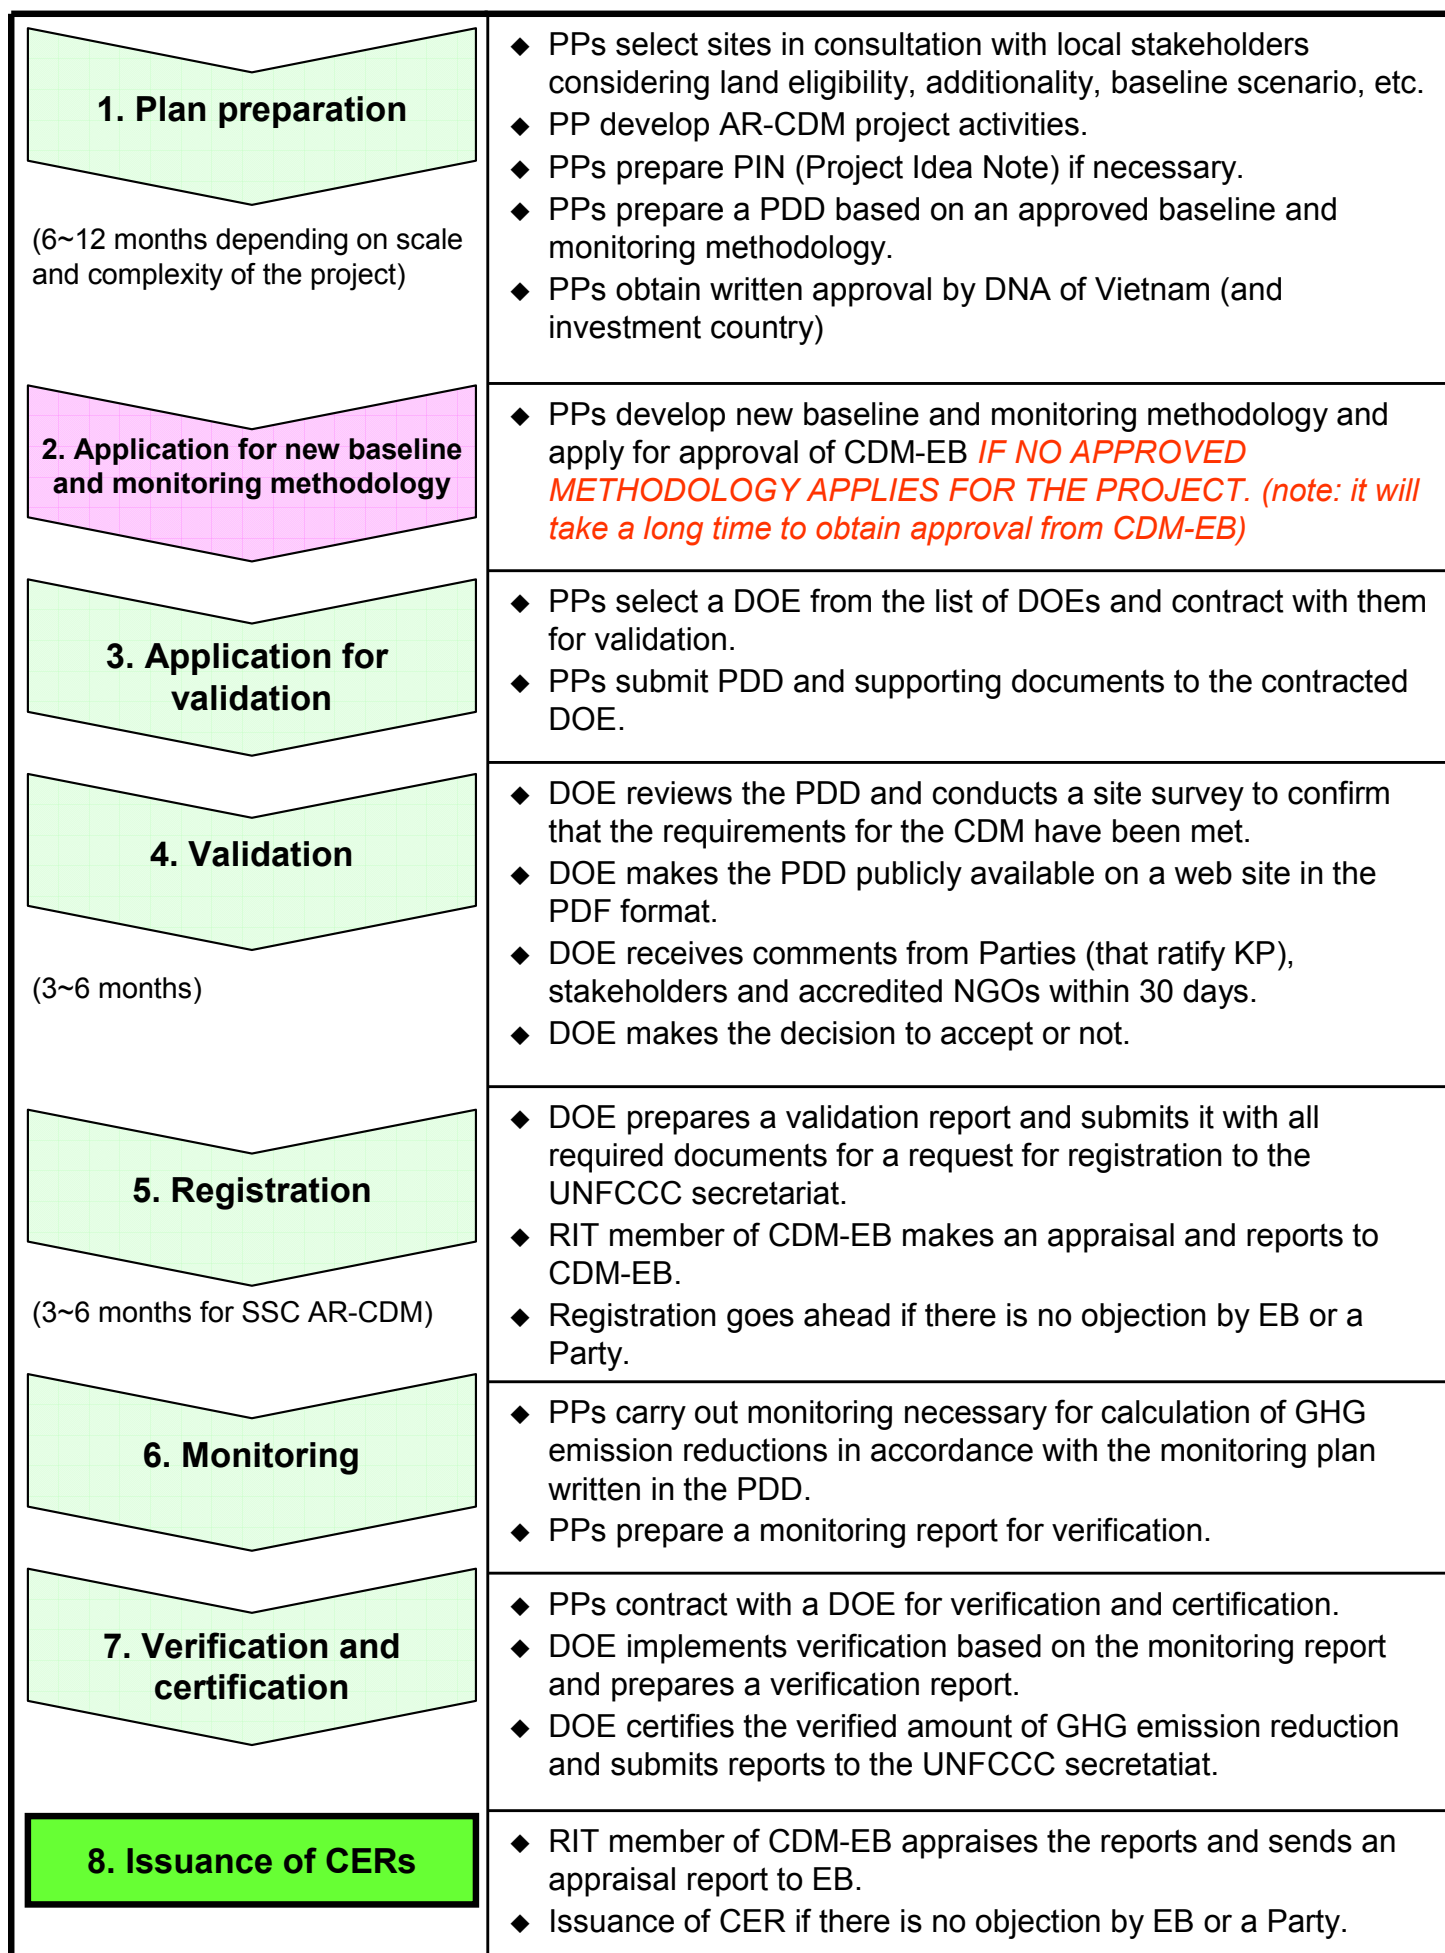 1. Plan preparation
(6~12 months depending on scale
and complexity of the project)
◆ PPs select sites in consultation with local stakeholders
considering land eligibility, additionality, baseline scenario, etc.
◆ PP develop AR-CDM project activities.
◆ PPs prepare PIN (Project Idea Note) if necessary.
◆ PPs prepare a PDD based on an approved baseline and
monitoring methodology.
◆ PPs obtain written approval by DNA of Vietnam (and
investment country)
2. Application for new baseline
and monitoring methodology
◆ PPs develop new baseline and monitoring methodology and
apply for approval of CDM-EB IF NO APPROVED
METHODOLOGY APPLIES FOR THE PROJECT. (note: it will
take a long time to obtain approval from CDM-EB)
3. Application for
validation
◆ PPs select a DOE from the list of DOEs and contract with them
for validation.
◆ PPs submit PDD and supporting documents to the contracted
DOE.
4. Validation
(3~6 months)
◆ DOE reviews the PDD and conducts a site survey to confirm
that the requirements for the CDM have been met.
◆ DOE makes the PDD publicly available on a web site in the
PDF format.
◆ DOE receives comments from Parties (that ratify KP),
stakeholders and accredited NGOs within 30 days.
◆ DOE makes the decision to accept or not.
5. Registration
(3~6 months for SSC AR-CDM)
◆ DOE prepares a validation report and submits it with all
required documents for a request for registration to the
UNFCCC secretariat.
◆ RIT member of CDM-EB makes an appraisal and reports to
CDM-EB.
◆ Registration goes ahead if there is no objection by EB or a
Party.
6. Monitoring
◆ PPs carry out monitoring necessary for calculation of GHG
emission reductions in accordance with the monitoring plan
written in the PDD.
◆ PPs prepare a monitoring report for verification.
7. Verification and
certification
◆ PPs contract with a DOE for verification and certification.
◆ DOE implements verification based on the monitoring report
and prepares a verification report.
◆ DOE certifies the verified amount of GHG emission reduction
and submits reports to the UNFCCC secretatiat.
8. Issuance of CERs
◆ RIT member of CDM-EB appraises the reports and sends an
appraisal report to EB.
◆ Issuance of CER if there is no objection by EB or a Party.